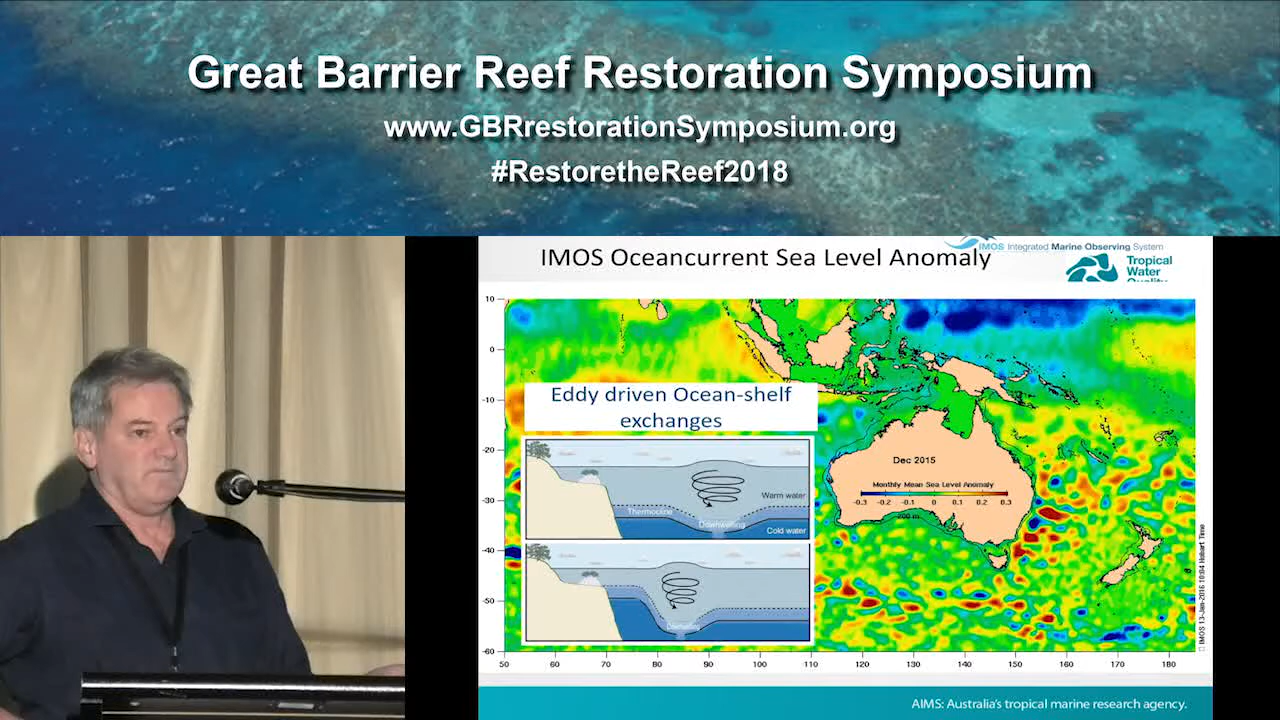 Great Barrier Reef Restoration Symposium
www.GBRrestorationSymposium.org
#RestoretheReef2018
IMOS Oceancurrent Sea Level Anomaly
IMOS Integrated Marine Observing System
Tropical
Water
Quality
Eddy driven Ocean-shelf
exchanges
Warm water
Thermocline
Downwelling
Cold water
Dec 2015
Monthly Mean Sea Level Anomaly
-0.3 -0.2 -0.1 0 0.1 0.2 0.3
200 m
10
0
-10
-20
-30
-40
-50
-60
50 60 70 80 90 100 110 120 130 140 150 160 170 180
AIMS: Australia's tropical marine research agency.